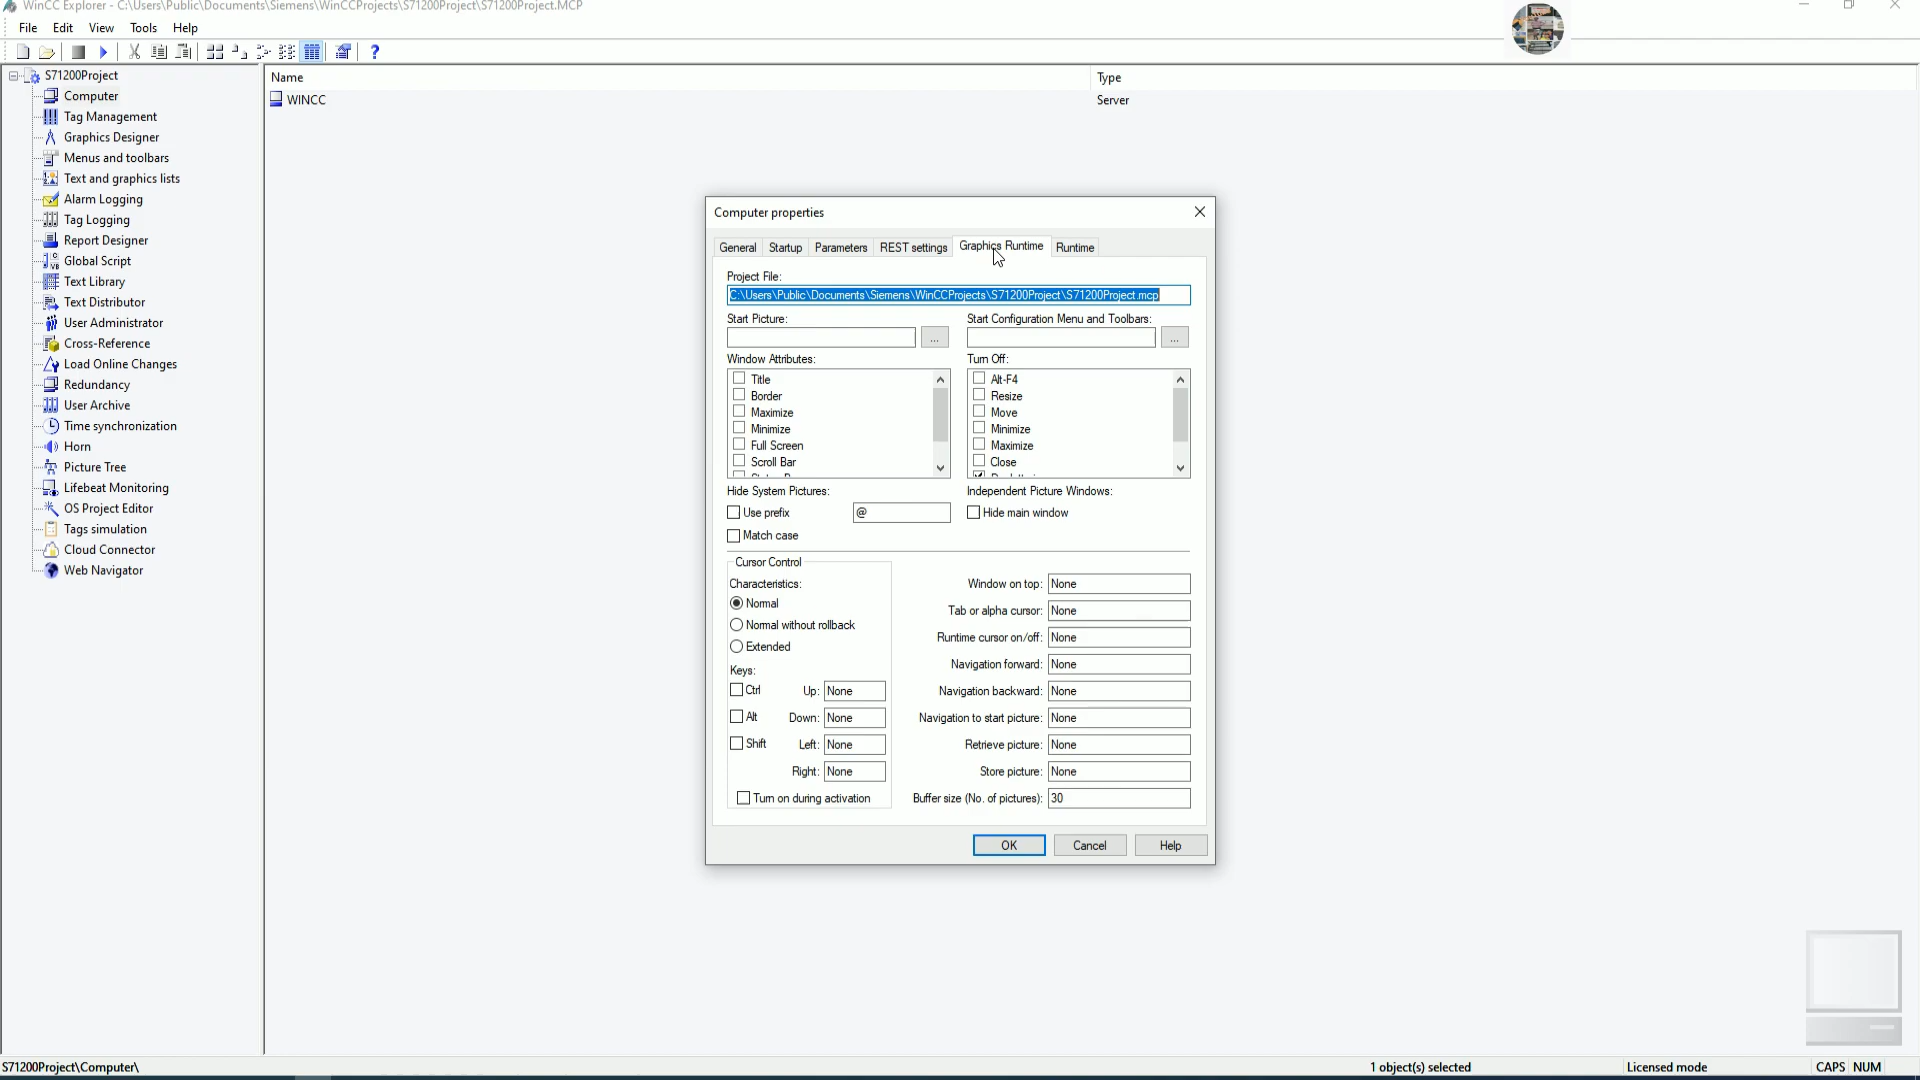 WinCC Explorer - C:\Users\Public\Documents\Siemens\WinCCProjects\S71200Project\S71200Project.MCP
File Edit View Tools Help
S71200Project
Computer
Tag Management
Graphics Designer
Menus and toolbars
Text and graphics lists
Alarm Logging
Tag Logging
Report Designer
Global Script
Text Library
Text Distributor
User Administrator
Cross-Reference
Load Online Changes
Redundancy
User Archive
Time synchronization
Horn
Picture Tree
Lifebeat Monitoring
OS Project Editor
Tags simulation
Cloud Connector
Web Navigator
Name Type
WINCC Server
Computer properties
General Startup Parameters REST settings Graphics Runtime Runtime
Project File:
C:\Users\Public\Documents\Siemens\WinCCProjects\S71200Project\S71200Project.mcp
Start Picture: Start Configuration Menu and Toolbars:
... ...
Window Attributes: Turn Off:
Title Alt-F4
Border Resize
Maximize Move
Minimize Minimize
Full Screen Maximize
Scroll Bar Close
Hide System Pictures: Independent Picture Windows:
Use prefix @ Hide main window
Match case
Cursor Control
Characteristics: Window on top: None
Normal Tab or alpha cursor: None
Normal without rollback Runtime cursor on/off: None
Extended Navigation forward: None
Keys:
Ctrl Up: None Navigation backward: None
Alt Down: None Navigation to start picture: None
Shift Left: None Retrieve picture: None
Right: None Store picture: None
Turn on during activation Buffer size (No. of pictures): 30
OK Cancel Help
S71200Project\Computer\ 1 object(s) selected Licensed mode CAPS NUM